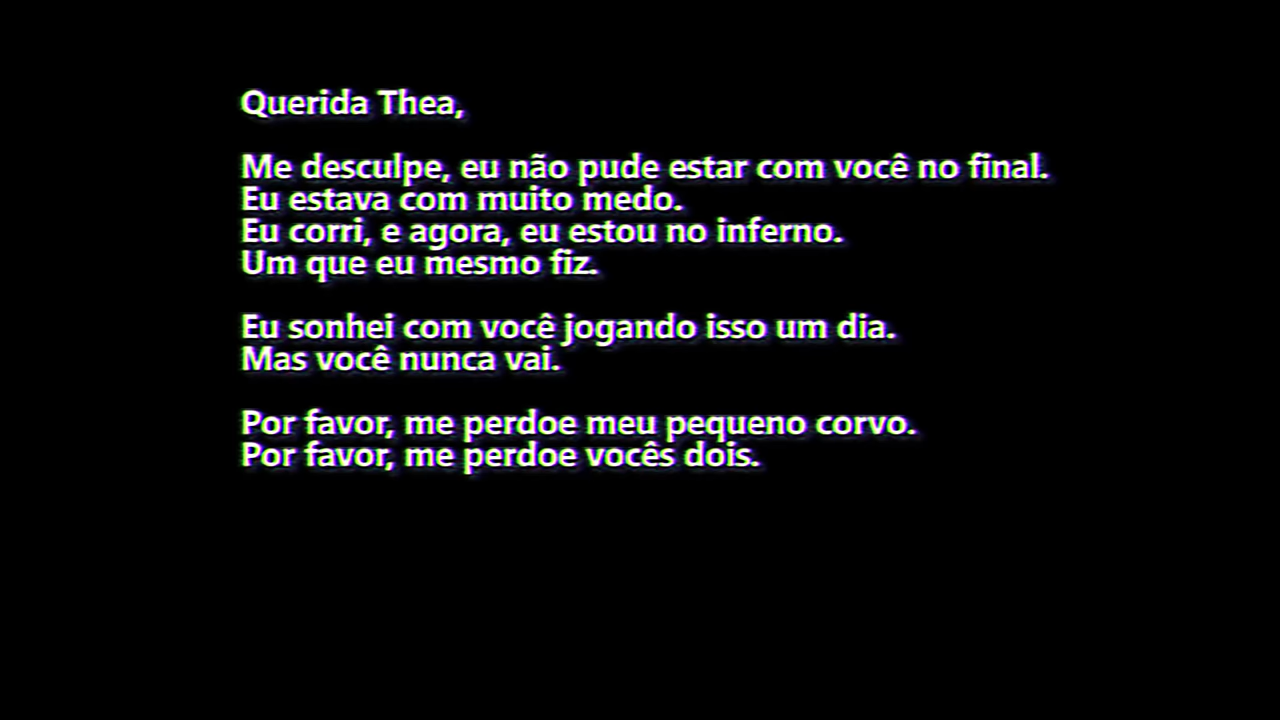 Querida Thea,
Me desculpe, eu não pude estar com você no final.
Eu estava com muito medo.
Eu corri, e agora, eu estou no inferno.
Um que eu mesmo fiz.
Eu sonhei com você jogando isso um dia.
Mas você nunca vai.
Por favor, me perdoe meu pequeno corvo.
Por favor, me perdoe vocês dois.